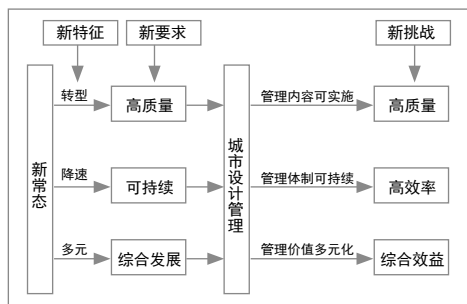 新特征
新要求
新挑战
转型
高质量
管理内容可实施
高质量
新常态
降速
可持续
城市设计管理
管理体制可持续
高效率
多元
综合发展
管理价值多元化
综合效益